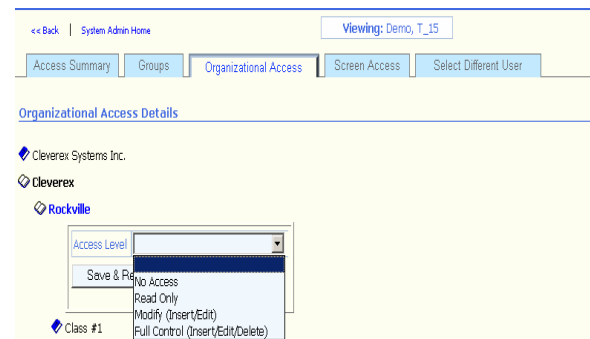 << Back | System Admin Home
Viewing: Demo, T_15
Access Summary Groups Organizational Access Screen Access Select Different User
Organizational Access Details
Cleverex Systems Inc.
Cleverex
Rockville
Access Level
Save & Re
No Access
Read Only
Modify (Insert/Edit)
Full Control (Insert/Edit/Delete)
Class #1